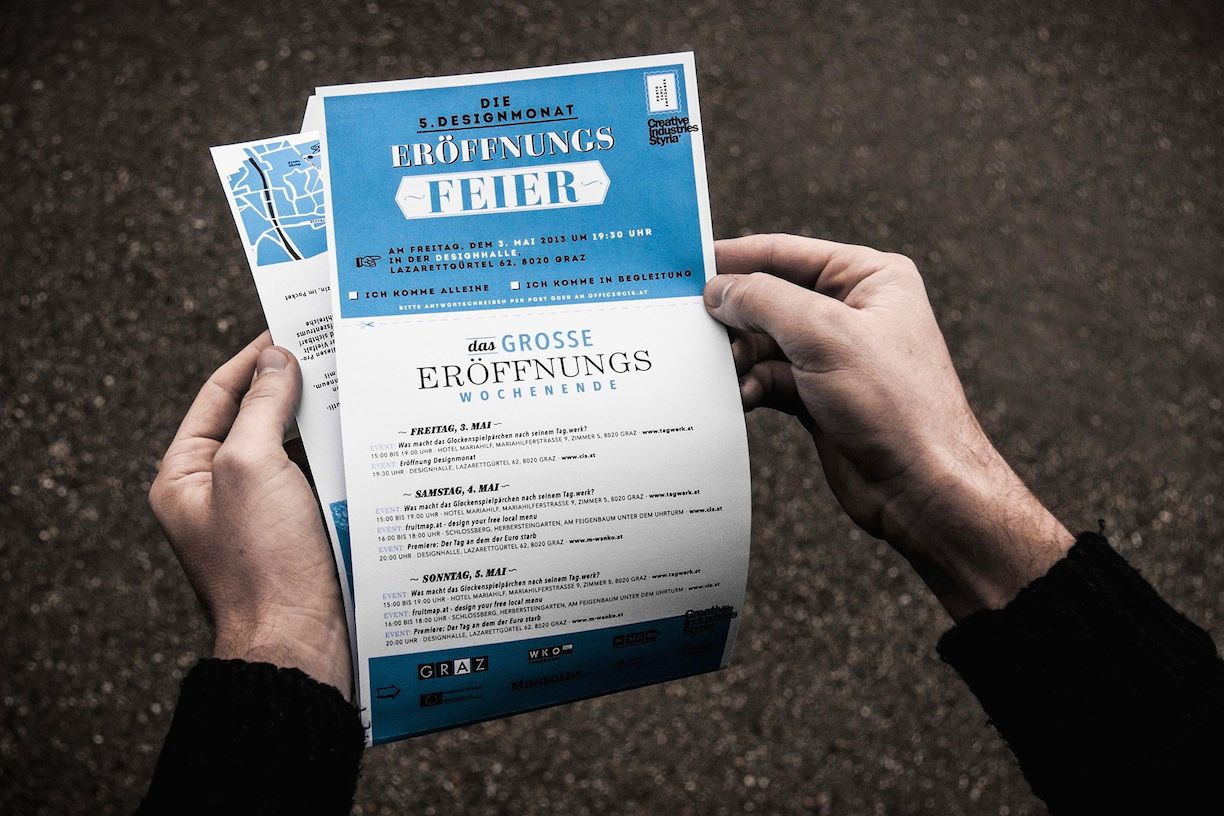 DIE
5. DESIGNMONAT
ERÖFFNUNGS
FEIER
Creative
Industries
Styria
AM FREITAG, DEM 3. MAI 2013 UM 19:30 UHR
IN DER DESIGNHALLE,
LAZARETTGÜRTEL 62, 8020 GRAZ
ICH KOMME ALLEINE
ICH KOMME IN BEGLEITUNG
BITTE ANTWORTSCHREIBEN PER POST ODER AN OFFICE@CIS.AT
das GROSSE
ERÖFFNUNGS
WOCHENENDE
~ FREITAG, 3. MAI ~
EVENT: Was macht das Glockenspielpärchen nach seinem Tag.werk?
15:00 BIS 19:00 UHR · HOTEL MARIAHILF, MARIAHILFERSTRASSE 9, ZIMMER 5, 8020 GRAZ · www.tagwerk.at
EVENT: Eröffnung Designmonat
19:30 UHR · DESIGNHALLE, LAZARETTGÜRTEL 62, 8020 GRAZ · www.cis.at
~ SAMSTAG, 4. MAI ~
EVENT: Was macht das Glockenspielpärchen nach seinem Tag.werk?
15:00 BIS 19:00 UHR · HOTEL MARIAHILF, MARIAHILFERSTRASSE 9, ZIMMER 5, 8020 GRAZ · www.tagwerk.at
EVENT: fruitmap.at - design your free local menu
16:00 BIS 18:00 UHR · SCHLOSSBERG, HERBERSTEINGARTEN, AM FEIGENBAUM UNTER DEM UHRTURM · www.cis.at
EVENT: Premiere: Der Tag an dem der Euro starb
20:00 UHR · DESIGNHALLE, LAZARETTGÜRTEL 62, 8020 GRAZ · www.m-wanko.at
~ SONNTAG, 5. MAI ~
EVENT: Was macht das Glockenspielpärchen nach seinem Tag.werk?
15:00 BIS 19:00 UHR · HOTEL MARIAHILF, MARIAHILFERSTRASSE 9, ZIMMER 5, 8020 GRAZ · www.tagwerk.at
EVENT: fruitmap.at - design your free local menu
16:00 BIS 18:00 UHR · SCHLOSSBERG, HERBERSTEINGARTEN, AM FEIGENBAUM UNTER DEM UHRTURM · www.cis.at
EVENT: Premiere: Der Tag an dem der Euro starb
20:00 UHR · DESIGNHALLE, LAZARETTGÜRTEL 62, 8020 GRAZ · www.m-wanko.at
Creative
Industries
Styria
GRAZ
WKO
MANGOLDS